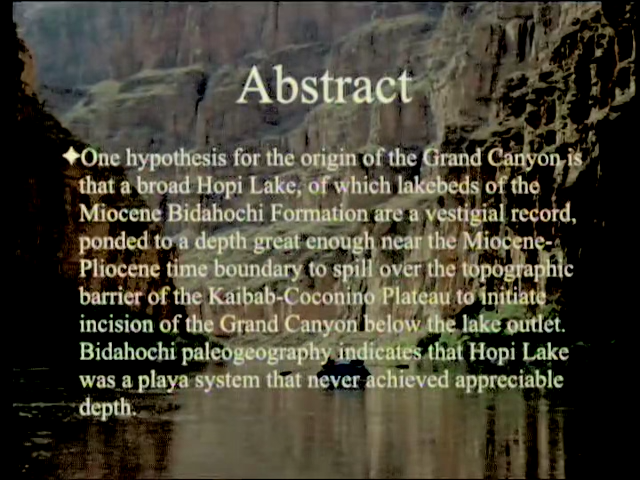 Abstract
✦One hypothesis for the origin of the Grand Canyon is
that a broad Hopi Lake, of which lakebeds of the
Miocene Bidahochi Formation are a vestigial record,
ponded to a depth great enough near the Miocene-
Pliocene time boundary to spill over the topographic
barrier of the Kaibab-Coconino Plateau to initiate
incision of the Grand Canyon below the lake outlet.
Bidahochi paleogeography indicates that Hopi Lake
was a playa system that never achieved appreciable
depth.